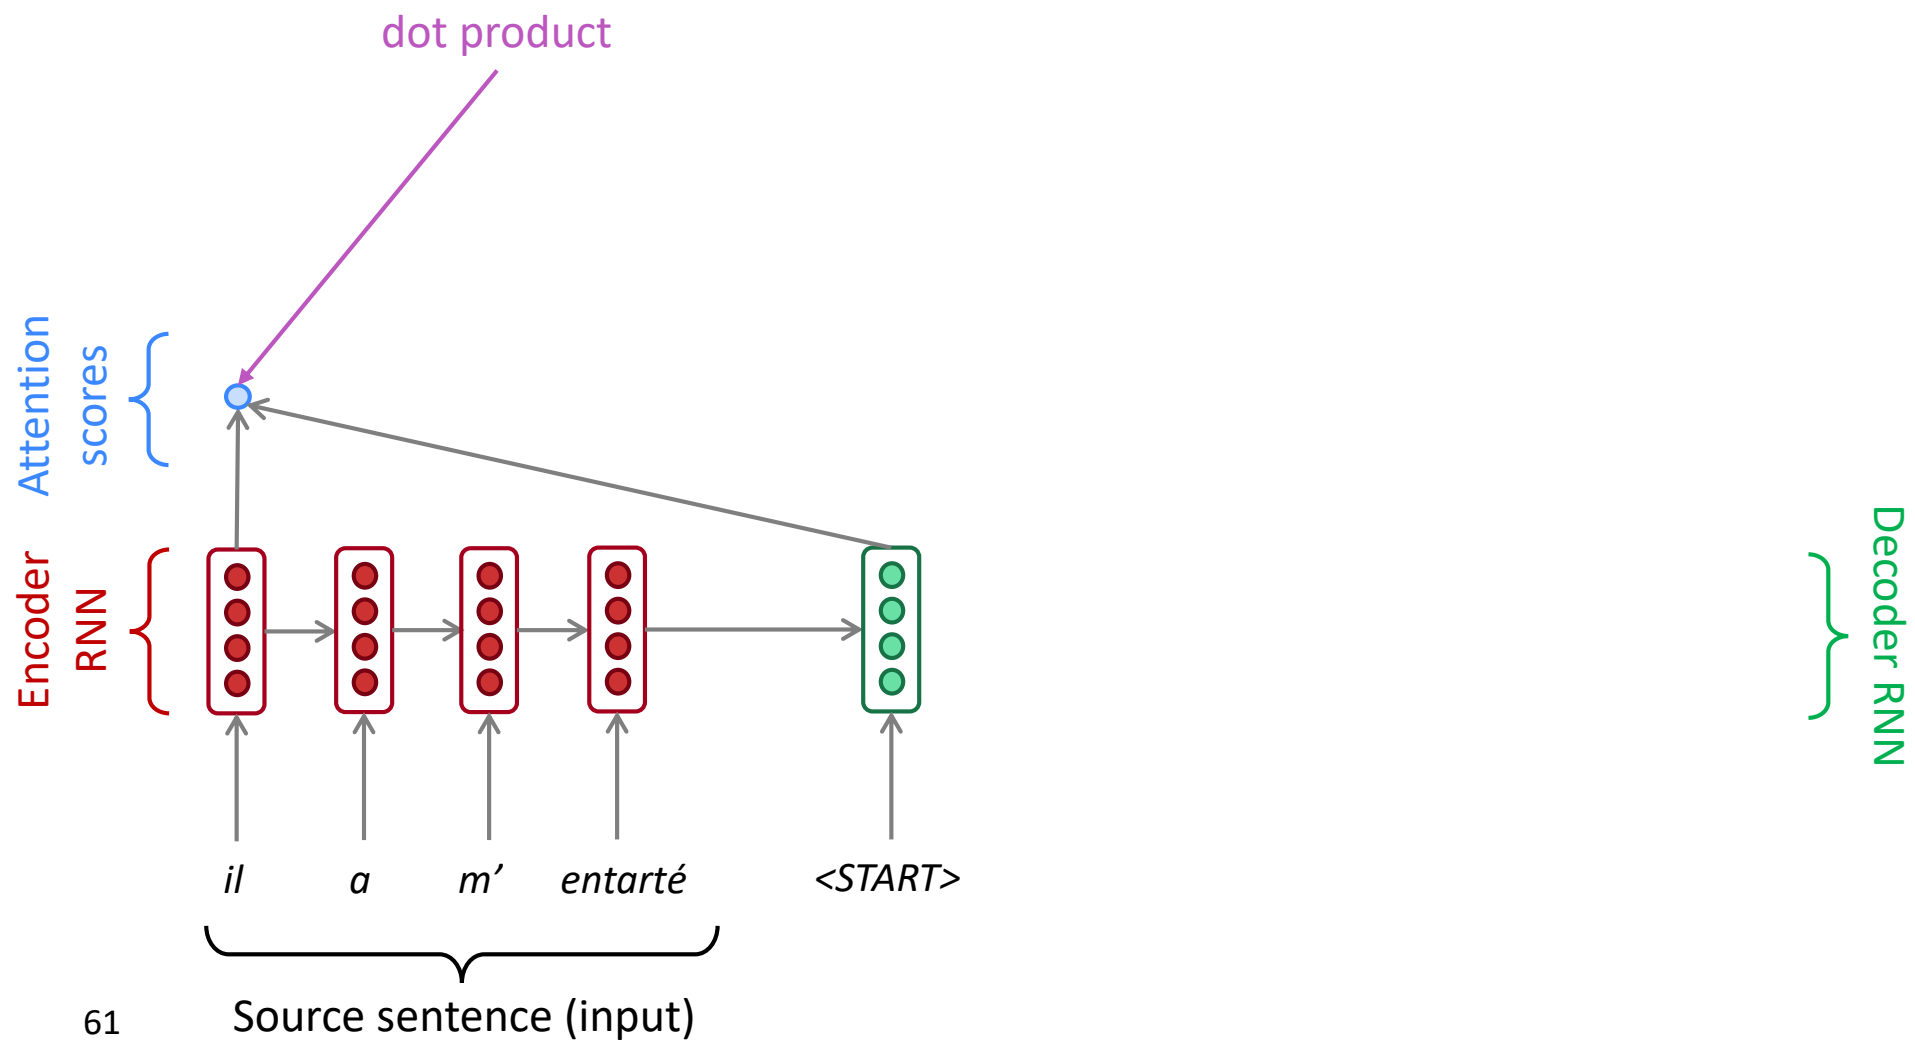 dot product
Attention
scores
Encoder
RNN
Decoder RNN
il a m’ entarté <START>
Source sentence (input)
61